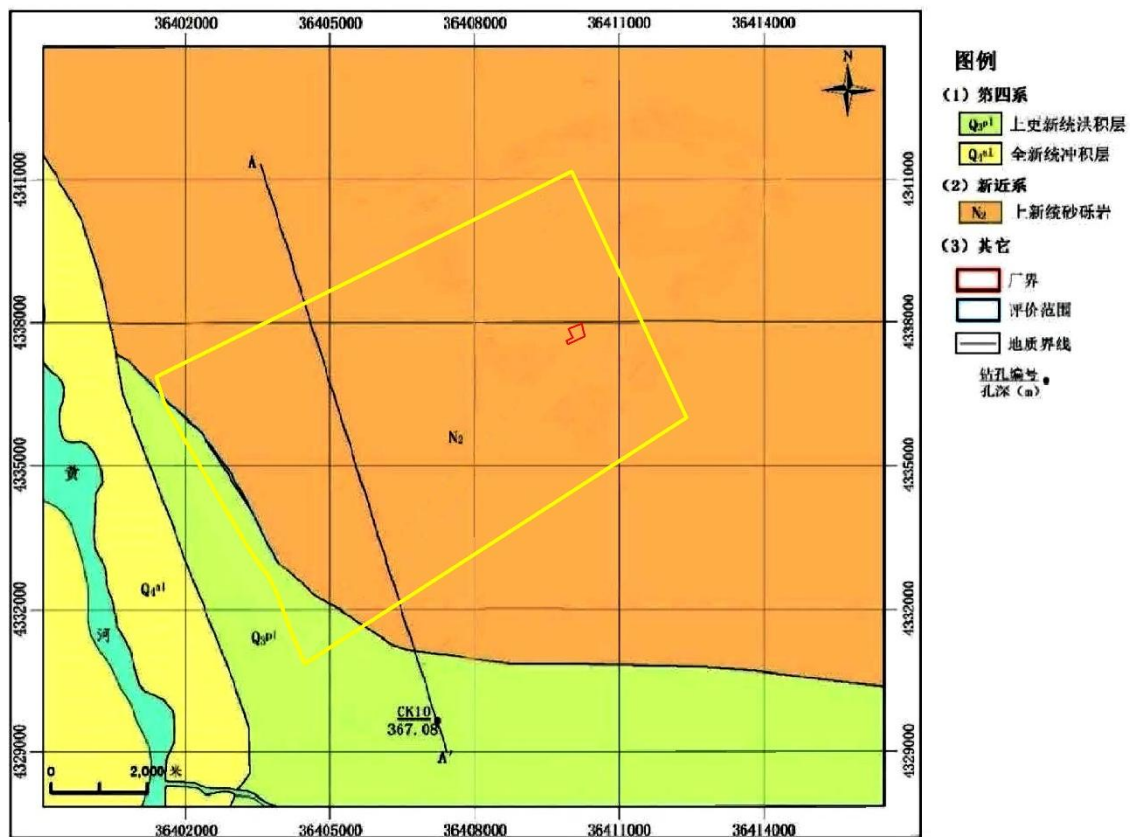 36402000 36405000 36408000 36411000 36414000
N
4341000
4338000
4335000
4332000
4329000
A
N₂
黄
河
Q₄ᵃˡ
Q₃ᵖˡ
CK10
367.08
A'
0 2,000 米
4341000
4338000
4335000
4332000
4329000
36402000 36405000 36408000 36411000 36414000
图例
(1) 第四系
Q₃ᵖˡ 上更新统洪积层
Q₄ᵃˡ 全新统冲积层
(2) 新近系
N₂ 上新统砂砾岩
(3) 其它
厂界
评价范围
地质界线
钻孔编号
孔深(m)